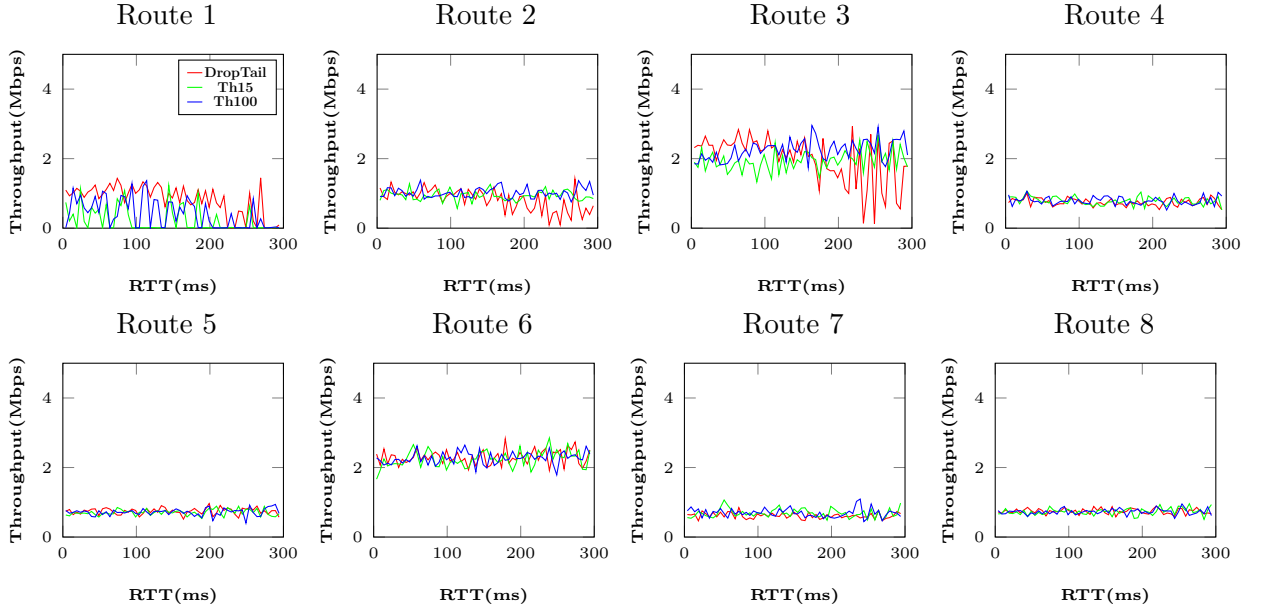 Route 1
Throughput(Mbps)
4
2
0
0
100
200
300
RTT(ms)
DropTail
Th15
Th100
Route 2
Throughput(Mbps)
4
2
0
0
100
200
300
RTT(ms)
Route 3
Throughput(Mbps)
4
2
0
0
100
200
300
RTT(ms)
Route 4
Throughput(Mbps)
4
2
0
0
100
200
300
RTT(ms)
Route 5
Throughput(Mbps)
4
2
0
0
100
200
300
RTT(ms)
Route 6
Throughput(Mbps)
4
2
0
0
100
200
300
RTT(ms)
Route 7
Throughput(Mbps)
4
2
0
0
100
200
300
RTT(ms)
Route 8
Throughput(Mbps)
4
2
0
0
100
200
300
RTT(ms)